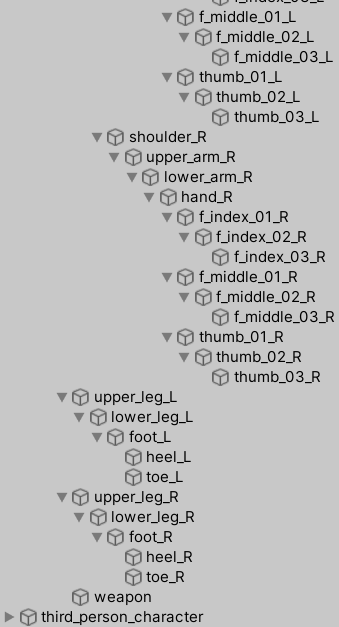 f_middle_01_L
f_middle_02_L
f_middle_03_L
thumb_01_L
thumb_02_L
thumb_03_L
shoulder_R
upper_arm_R
lower_arm_R
hand_R
f_index_01_R
f_index_02_R
f_index_03_R
f_middle_01_R
f_middle_02_R
f_middle_03_R
thumb_01_R
thumb_02_R
thumb_03_R
upper_leg_L
lower_leg_L
foot_L
heel_L
toe_L
upper_leg_R
lower_leg_R
foot_R
heel_R
toe_R
weapon
third_person_character